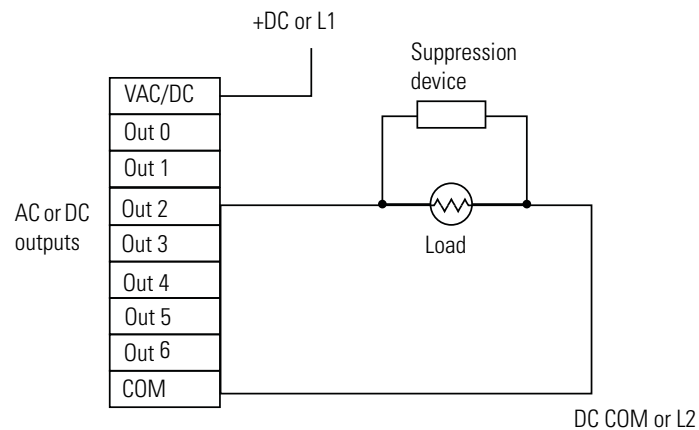 +DC or L1
Suppression
device
VAC/DC
Out 0
Out 1
Out 2
Out 3
Out 4
Out 5
Out 6
COM
AC or DC
outputs
Load
DC COM or L2